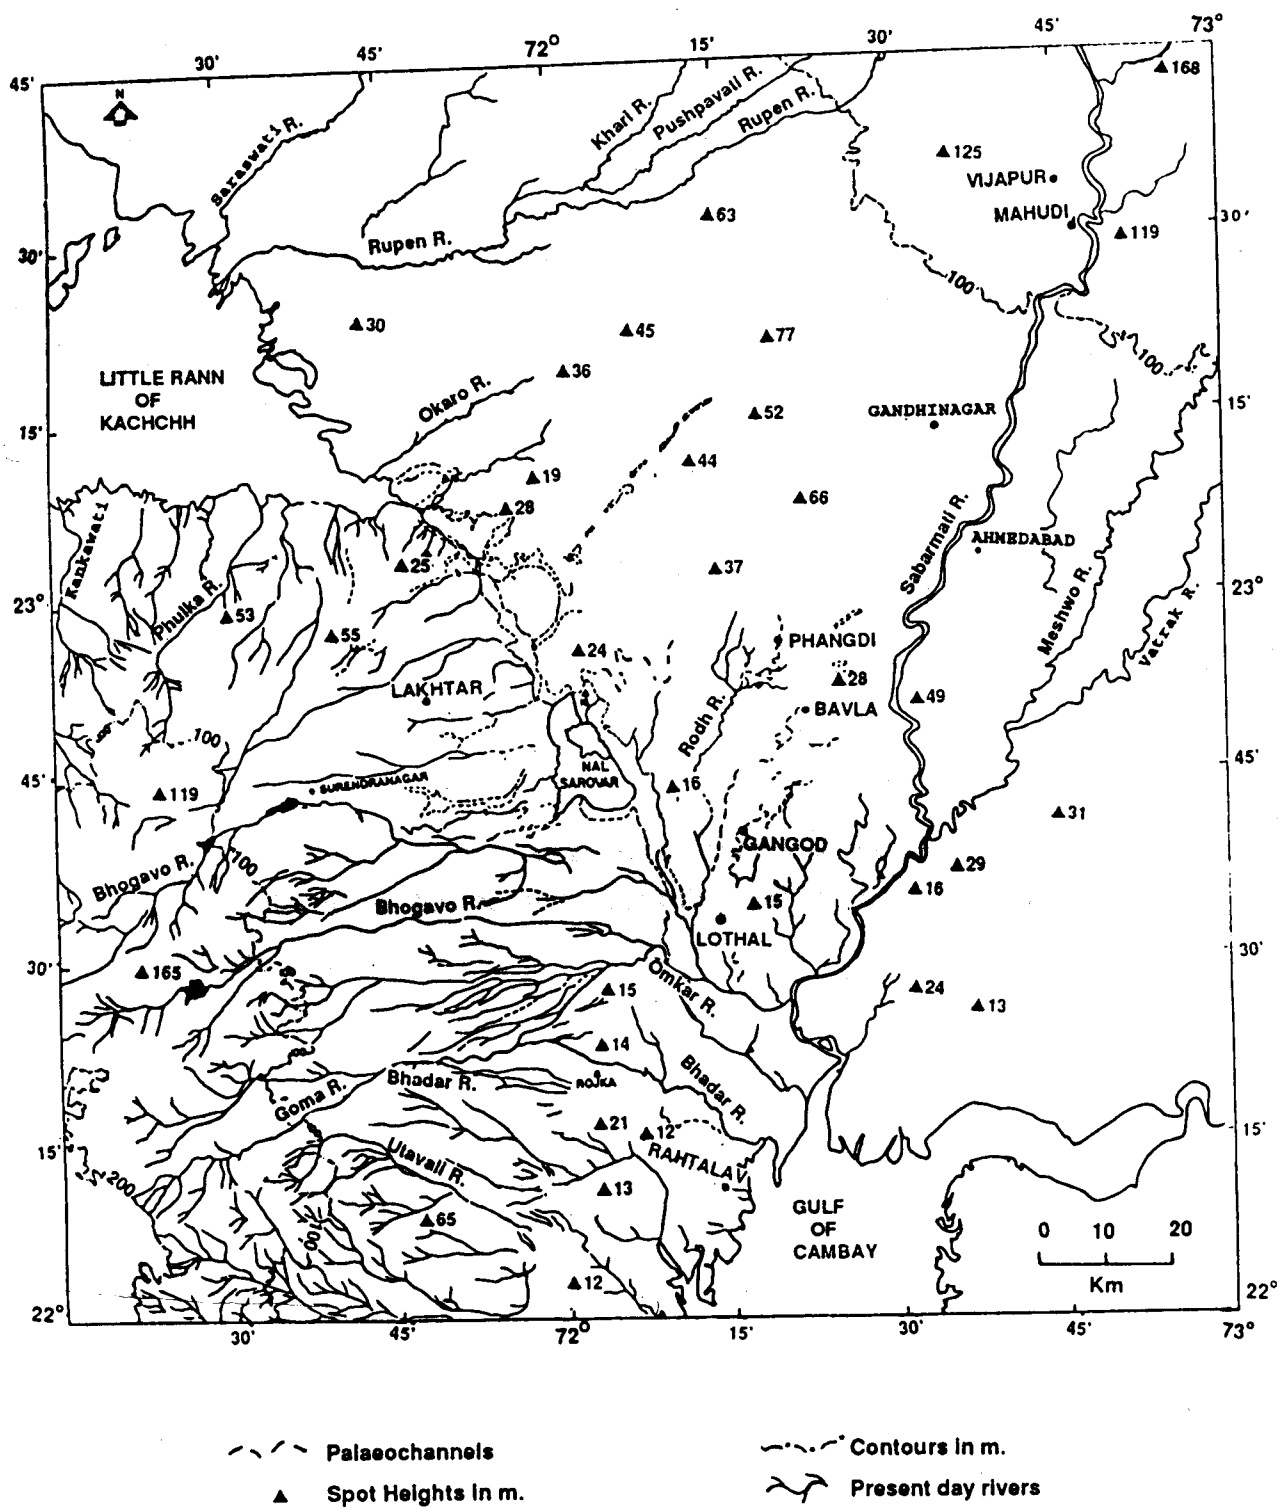 30' 45' 72° 15' 30' 45' 73°
45'
N
168
Saraswati R.
Khari R.
Pushpavati R.
Rupen R.
125
VIJAPUR
MAHUDI
63
30'
119
Rupen R.
30'
100
30
45
77
100
36
LITTLE RANN
OF
KACHCHH
Okaro R.
52
GANDHINAGAR
15'
15'
44
19
66
28
Sabarmati R.
AHMEDABAD
Kankawati
25
37
23°
23°
Phulka R.
53
55
Meshwo R.
Vatrak R.
PHANGDI
24
28
LAKHTAR
49
BAVLA
Rodh R.
100
45'
45'
NAL
SAROVAR
SURENDRANAGAR
16
119
31
GANGOD
Bhogavo R.
100
29
16
Bhogavo R.
15
LOTHAL
30'
30'
165
Omkar R.
15
24
13
14
Bhadar R.
ROJKA
Bhadar R.
Goma R.
21
12
15'
15'
RAHTALAV
Utavali R.
200
13
GULF
OF
CAMBAY
65
100
0 10 20
Km
12
22°
22°
30' 45' 72° 15' 30' 45' 73°
Palaeochannels
Contours in m.
Spot Heights in m.
Present day rivers